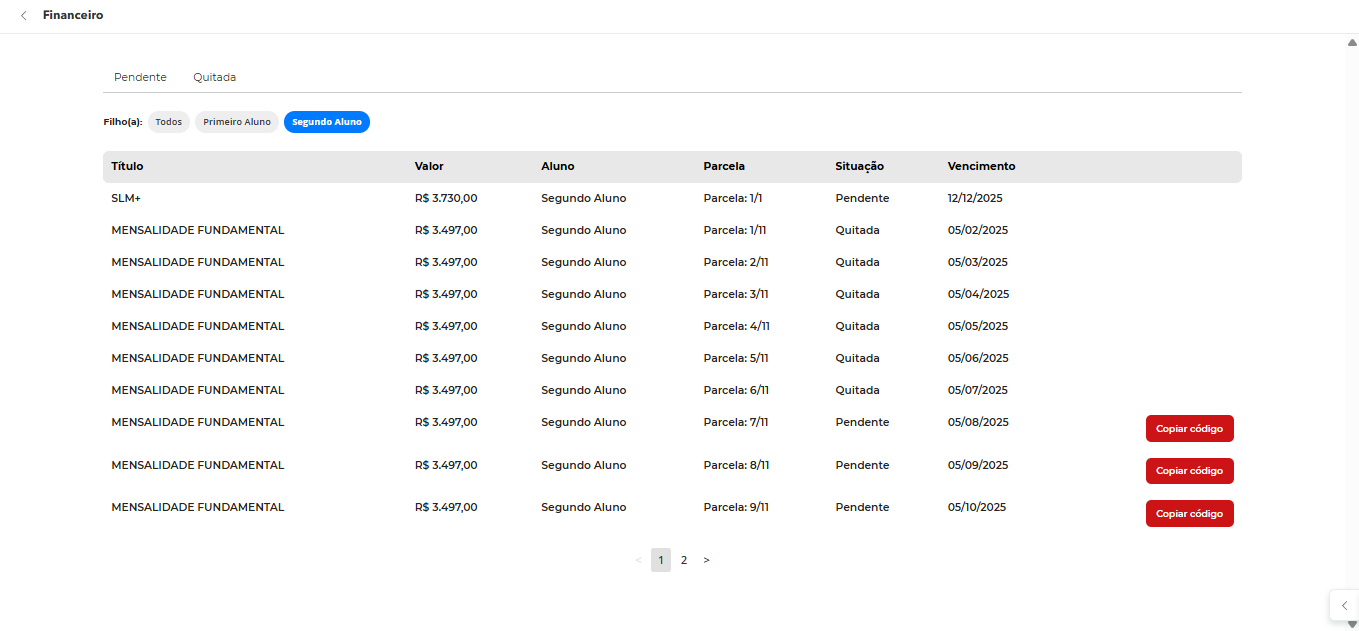 Financeiro
Pendente Quitada
Filho(a): Todos Primeiro Aluno Segundo Aluno
Título Valor Aluno Parcela Situação Vencimento
SLM+ R$ 3.730,00 Segundo Aluno Parcela: 1/1 Pendente 12/12/2025
MENSALIDADE FUNDAMENTAL R$ 3.497,00 Segundo Aluno Parcela: 1/11 Quitada 05/02/2025
MENSALIDADE FUNDAMENTAL R$ 3.497,00 Segundo Aluno Parcela: 2/11 Quitada 05/03/2025
MENSALIDADE FUNDAMENTAL R$ 3.497,00 Segundo Aluno Parcela: 3/11 Quitada 05/04/2025
MENSALIDADE FUNDAMENTAL R$ 3.497,00 Segundo Aluno Parcela: 4/11 Quitada 05/05/2025
MENSALIDADE FUNDAMENTAL R$ 3.497,00 Segundo Aluno Parcela: 5/11 Quitada 05/06/2025
MENSALIDADE FUNDAMENTAL R$ 3.497,00 Segundo Aluno Parcela: 6/11 Quitada 05/07/2025
MENSALIDADE FUNDAMENTAL R$ 3.497,00 Segundo Aluno Parcela: 7/11 Pendente 05/08/2025 Copiar código
MENSALIDADE FUNDAMENTAL R$ 3.497,00 Segundo Aluno Parcela: 8/11 Pendente 05/09/2025 Copiar código
MENSALIDADE FUNDAMENTAL R$ 3.497,00 Segundo Aluno Parcela: 9/11 Pendente 05/10/2025 Copiar código
< 1 2 >